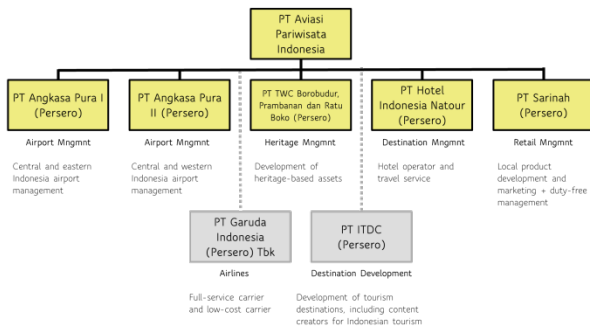 PT Aviasi
Pariwisata
Indonesia
PT Angkasa Pura I
(Persero)
Airport Mngmnt
Central and eastern
Indonesia airport
management
PT Angkasa Pura
II (Persero)
Airport Mngmnt
Central and western
Indonesia airport
management
PT TWC Borobudur,
Prambanan dan Ratu
Boko (Persero)
Heritage Mngmnt
Development of
heritage-based assets
PT Hotel
Indonesia Natour
(Persero)
Destination Mngmnt
Hotel operator and
travel service
PT Sarinah
(Persero)
Retail Mngmnt
Local product
development and
marketing + duty-free
management
PT Garuda
Indonesia
(Persero) Tbk
Airlines
Full-service carrier
and low-cost carrier
PT ITDC
(Persero)
Destination Development
Development of tourism
destinations, including content
creators for Indonesian tourism